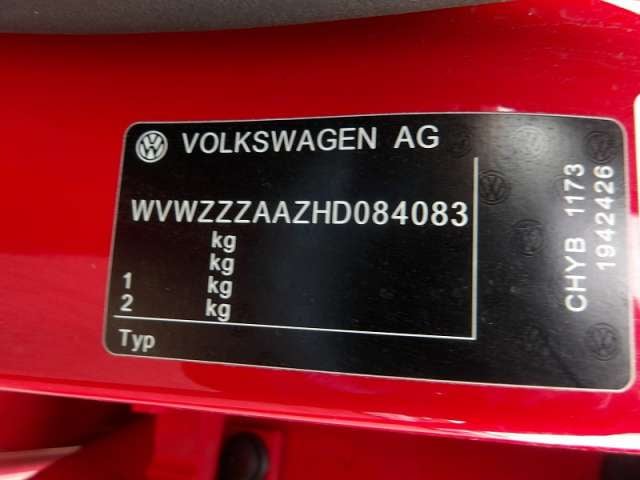 VOLKSWAGEN AG
WVWZZZAAZHD084083
kg
kg
1 kg
2 kg
Typ
CHYB 1173
1942426